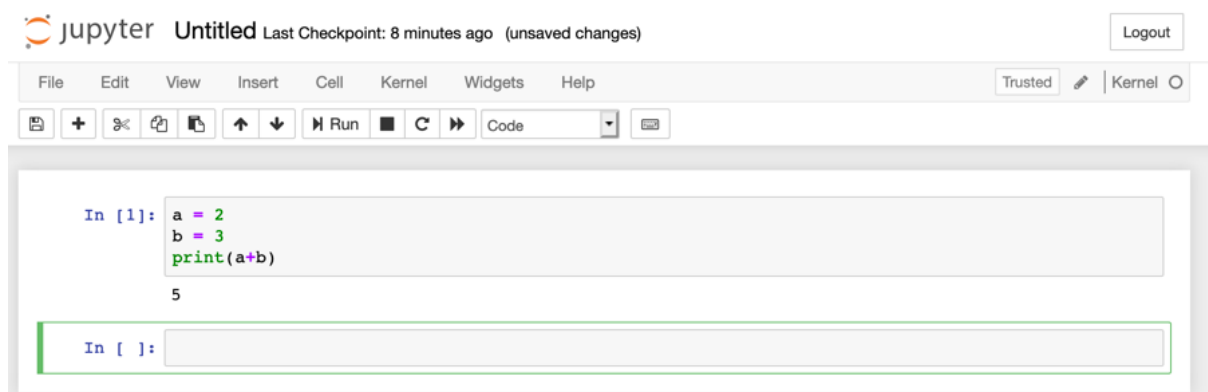 jupyter Untitled Last Checkpoint: 8 minutes ago (unsaved changes) Logout
File Edit View Insert Cell Kernel Widgets Help Trusted Kernel
Run Code
In [1]: a = 2
b = 3
print(a+b)
5
In [ ]: